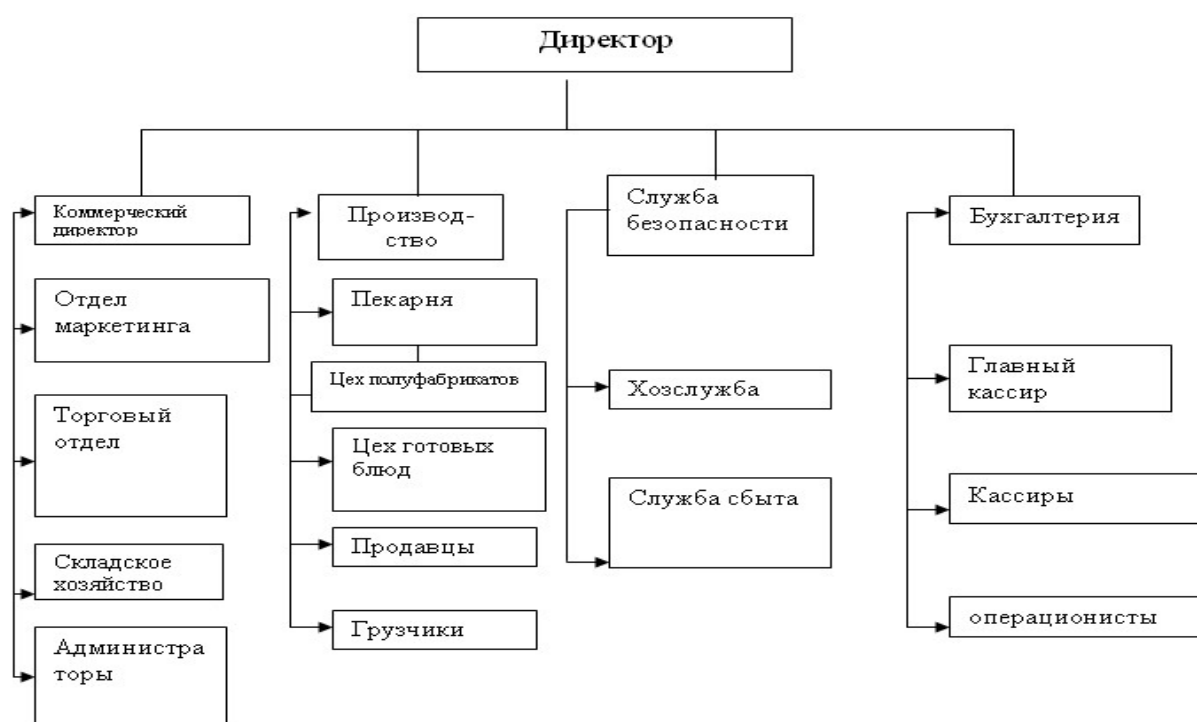 Директор
Коммерческий
директор
Отдел
маркетинга
Торговый
отдел
Складское
хозяйство
Администра
торы
Производ-
ство
Пекарня
Цех полуфабрикатов
Цех готовых
блюд
Продавцы
Грузчики
Служба
безопасности
Хозслужба
Служба сбыта
Бухгалтерия
Главный
кассир
Кассиры
операционисты